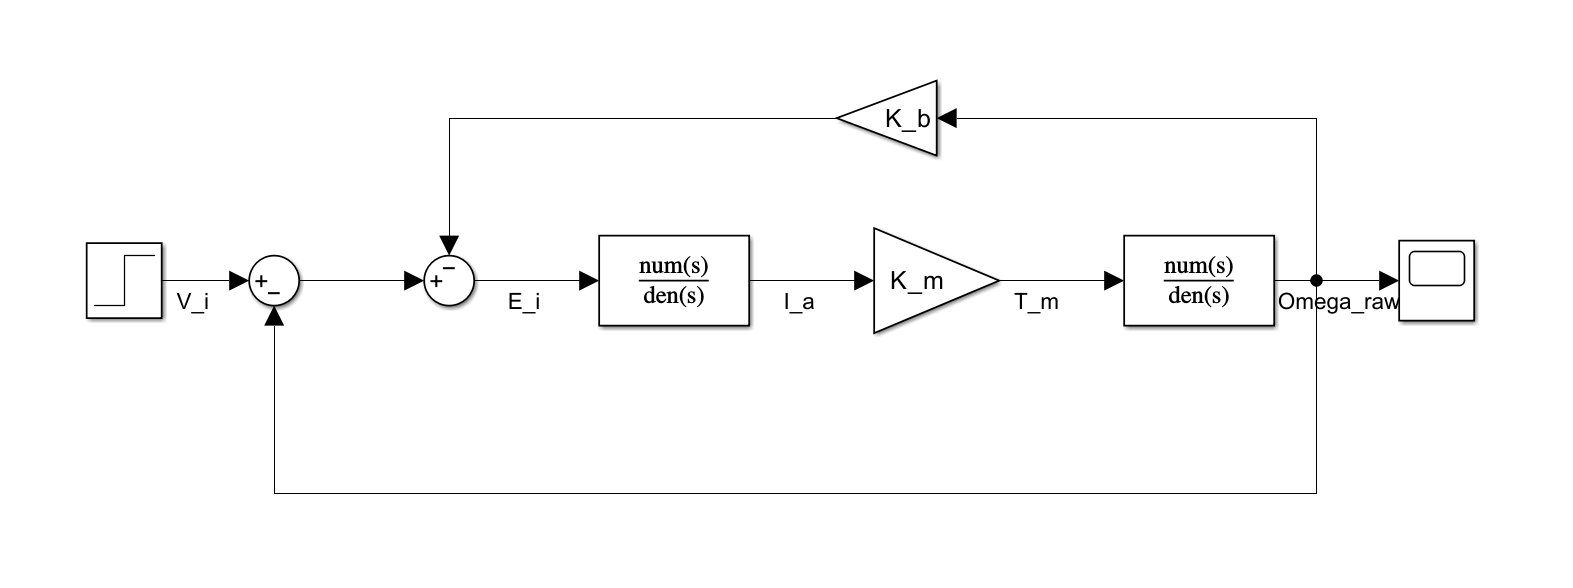 K_b
V_i
+
−
+
−
E_i
num(s)
den(s)
I_a
K_m
T_m
num(s)
den(s)
Omega_raw